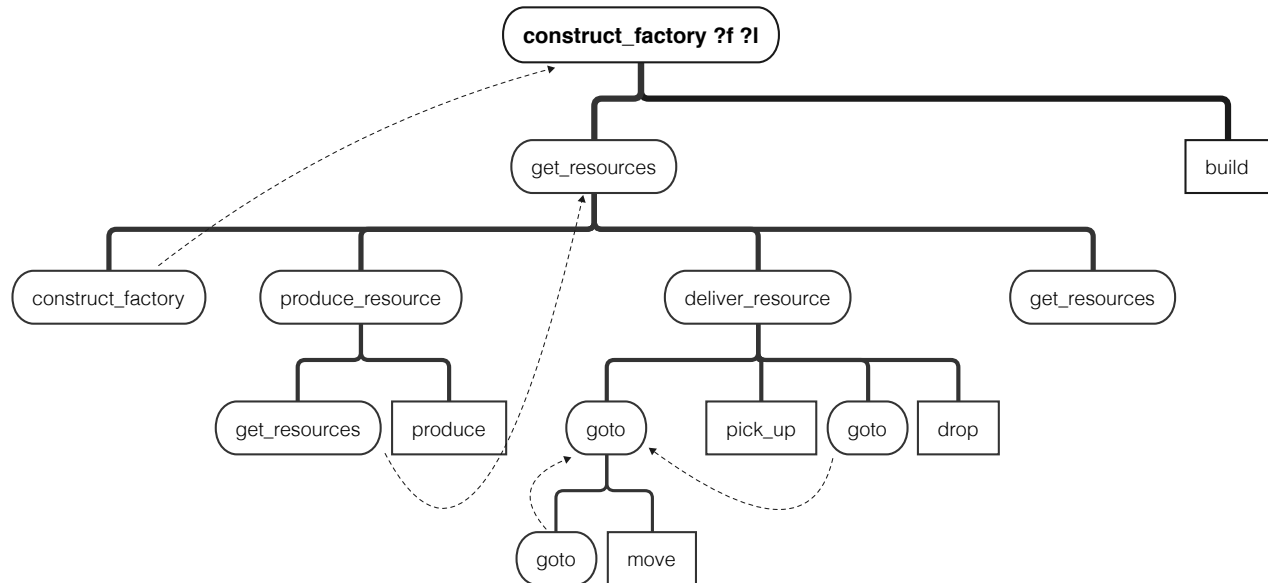 construct_factory ?f ?l
get_resources
build
construct_factory
produce_resource
deliver_resource
get_resources
get_resources
produce
goto
pick_up
goto
drop
goto
move